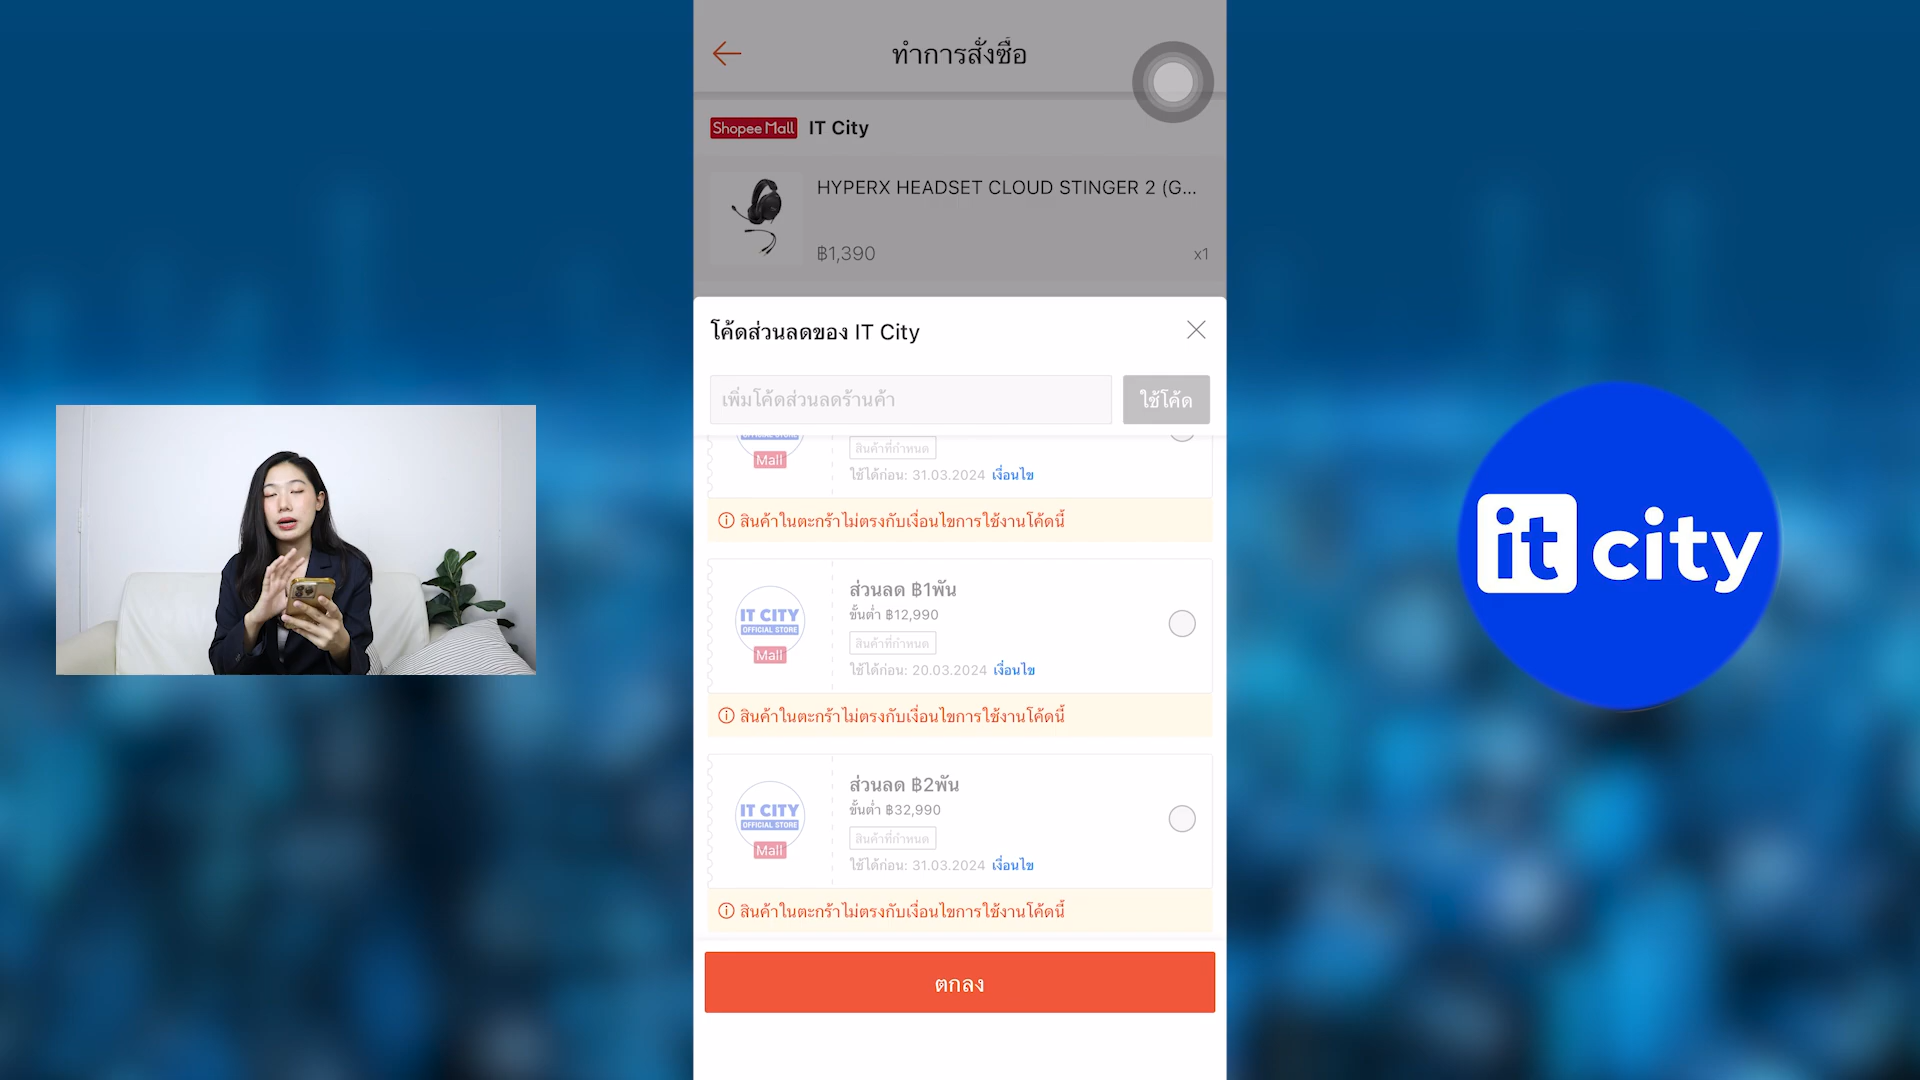 ทำการสั่งซื้อ
Shopee Mall IT City
HYPERX HEADSET CLOUD STINGER 2 (G...
฿1,390 x1
โค้ดส่วนลดของ IT City
เพิ่มโค้ดส่วนลดร้านค้า ใช้โค้ด
Mall
สินค้าที่กำหนด
ใช้ได้ก่อน: 31.03.2024 เงื่อนไข
สินค้าในตะกร้าไม่ตรงกับเงื่อนไขการใช้งานโค้ดนี้
IT CITY
OFFICIAL STORE
Mall
ส่วนลด ฿1พัน
ขั้นต่ำ ฿12,990
สินค้าที่กำหนด
ใช้ได้ก่อน: 20.03.2024 เงื่อนไข
สินค้าในตะกร้าไม่ตรงกับเงื่อนไขการใช้งานโค้ดนี้
IT CITY
OFFICIAL STORE
Mall
ส่วนลด ฿2พัน
ขั้นต่ำ ฿32,990
สินค้าที่กำหนด
ใช้ได้ก่อน: 31.03.2024 เงื่อนไข
สินค้าในตะกร้าไม่ตรงกับเงื่อนไขการใช้งานโค้ดนี้
ตกลง
it city